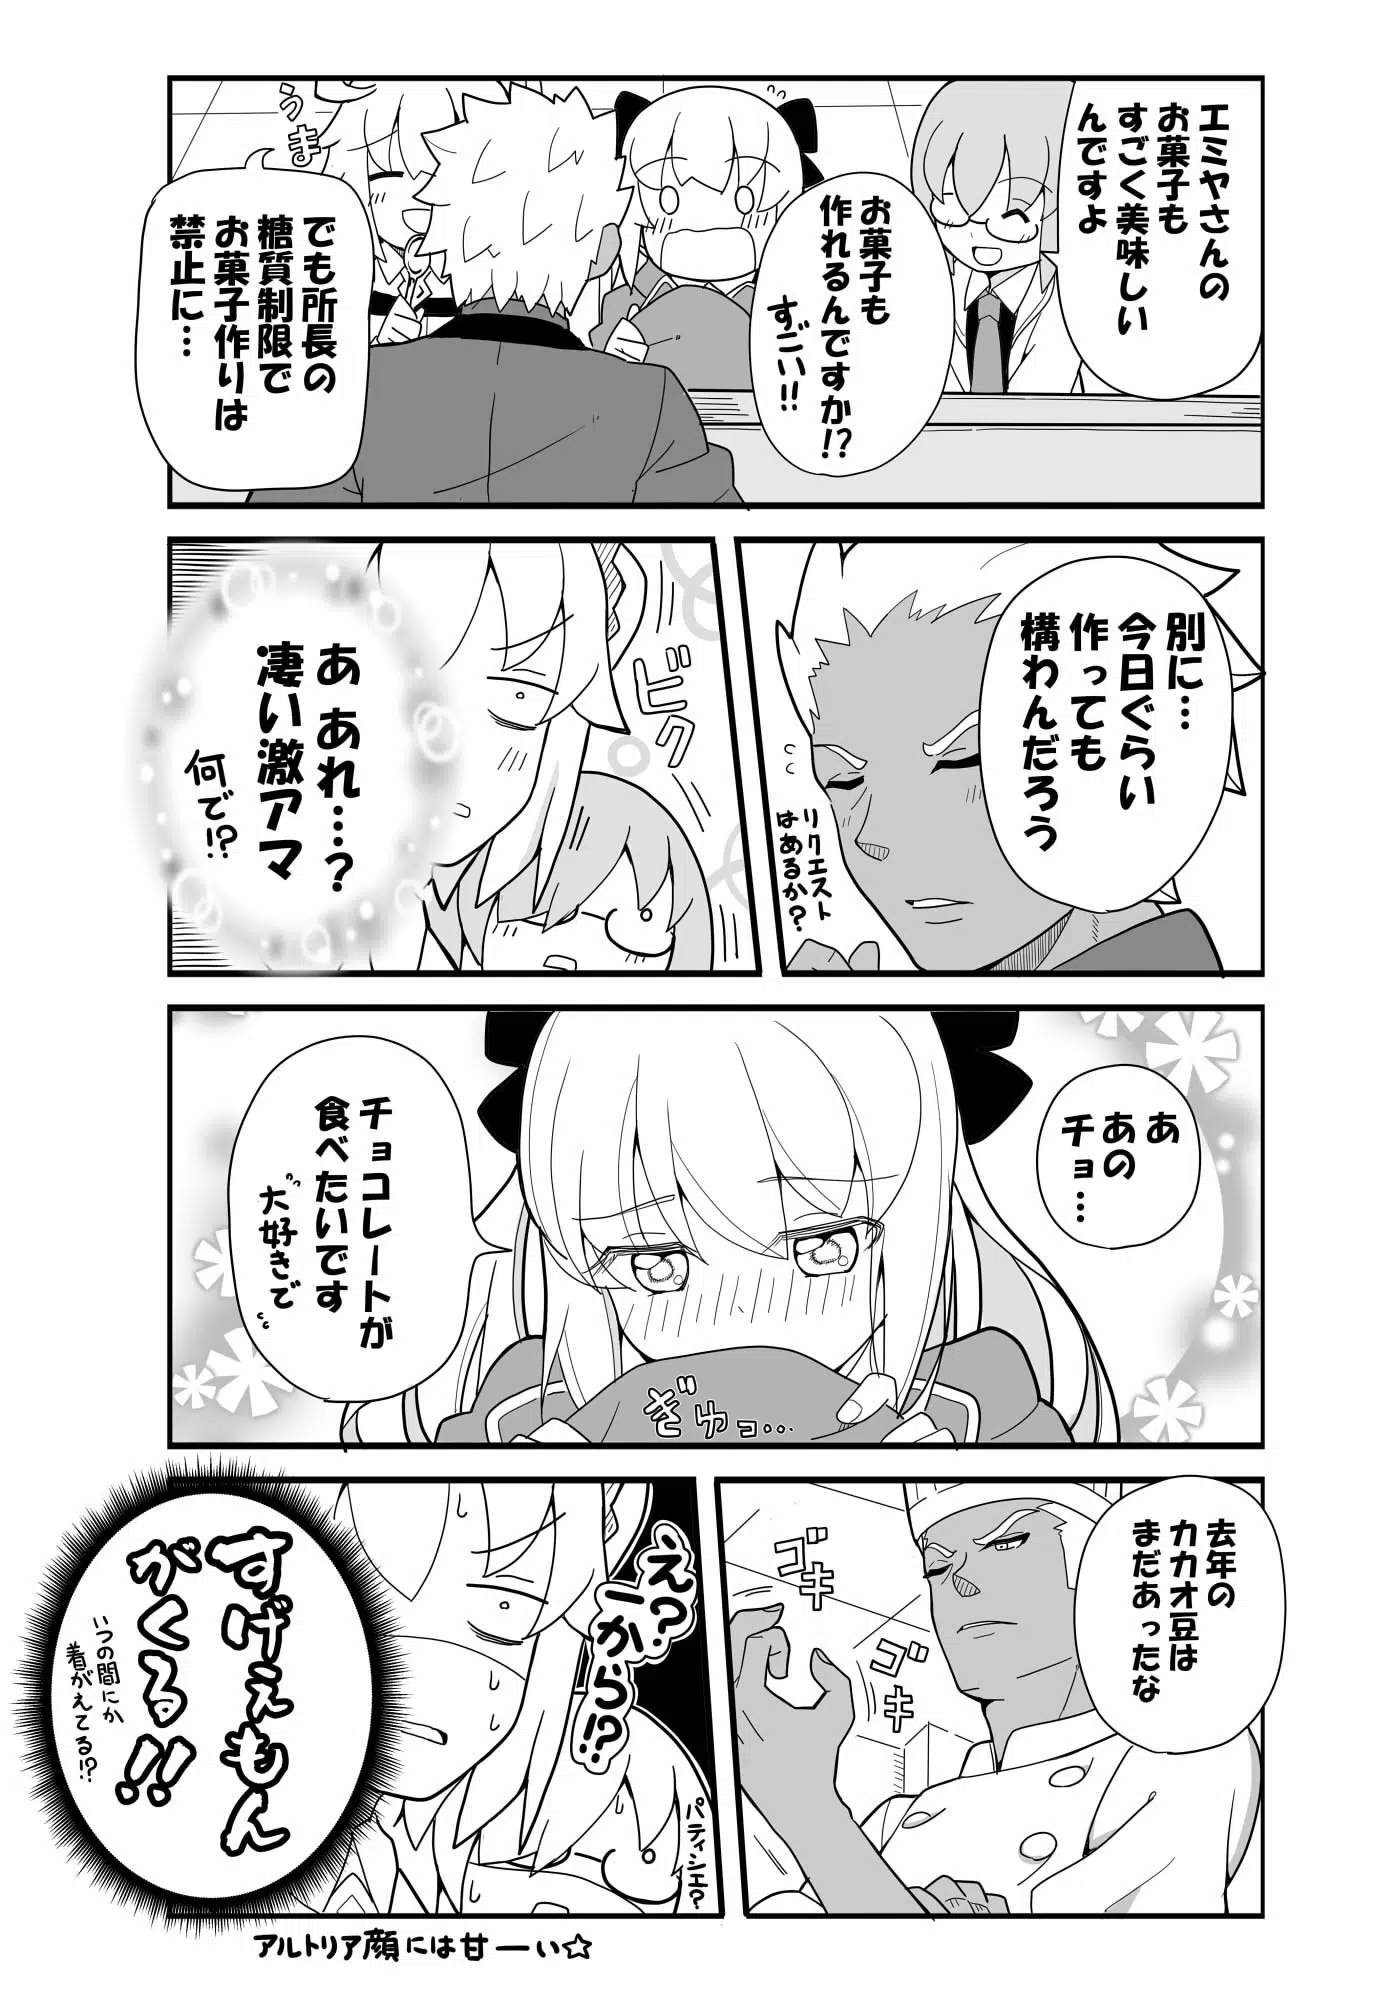 エミヤさんの
お菓子も
すごく美味しい
んですよ
お菓子も
作れるんですか!?
すごい!!
うま
でも所長の
糖質制限で
お菓子作りは
禁止に…
別に…
今日ぐらい
作っても
構わんだろう
リクエスト
はあるか?
ビクッ
あ あれ…?
凄い激アマ
何で!?
あ
あの
チョ…
チョコレートが
食べたいです
大好きで
ぎゅっ…
去年の
カカオ豆は
まだあったな
ゴキ
ゴキ
え?
一から!?
パティシエ?
すげぇもん
がくる!!
いつの間にか
着がえてる!?
アルトリア顔には甘ーい☆